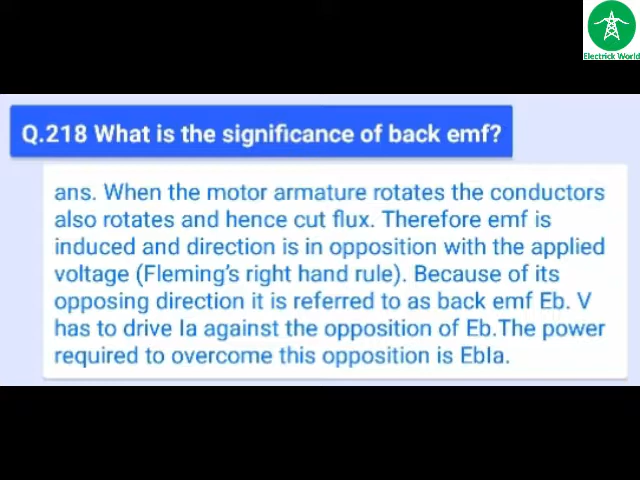 Electrick World
Q.218 What is the significance of back emf?
ans. When the motor armature rotates the conductors
also rotates and hence cut flux. Therefore emf is
induced and direction is in opposition with the applied
voltage (Fleming's right hand rule). Because of its
opposing direction it is referred to as back emf Eb. V
has to drive Ia against the opposition of Eb.The power
required to overcome this opposition is EbIa.